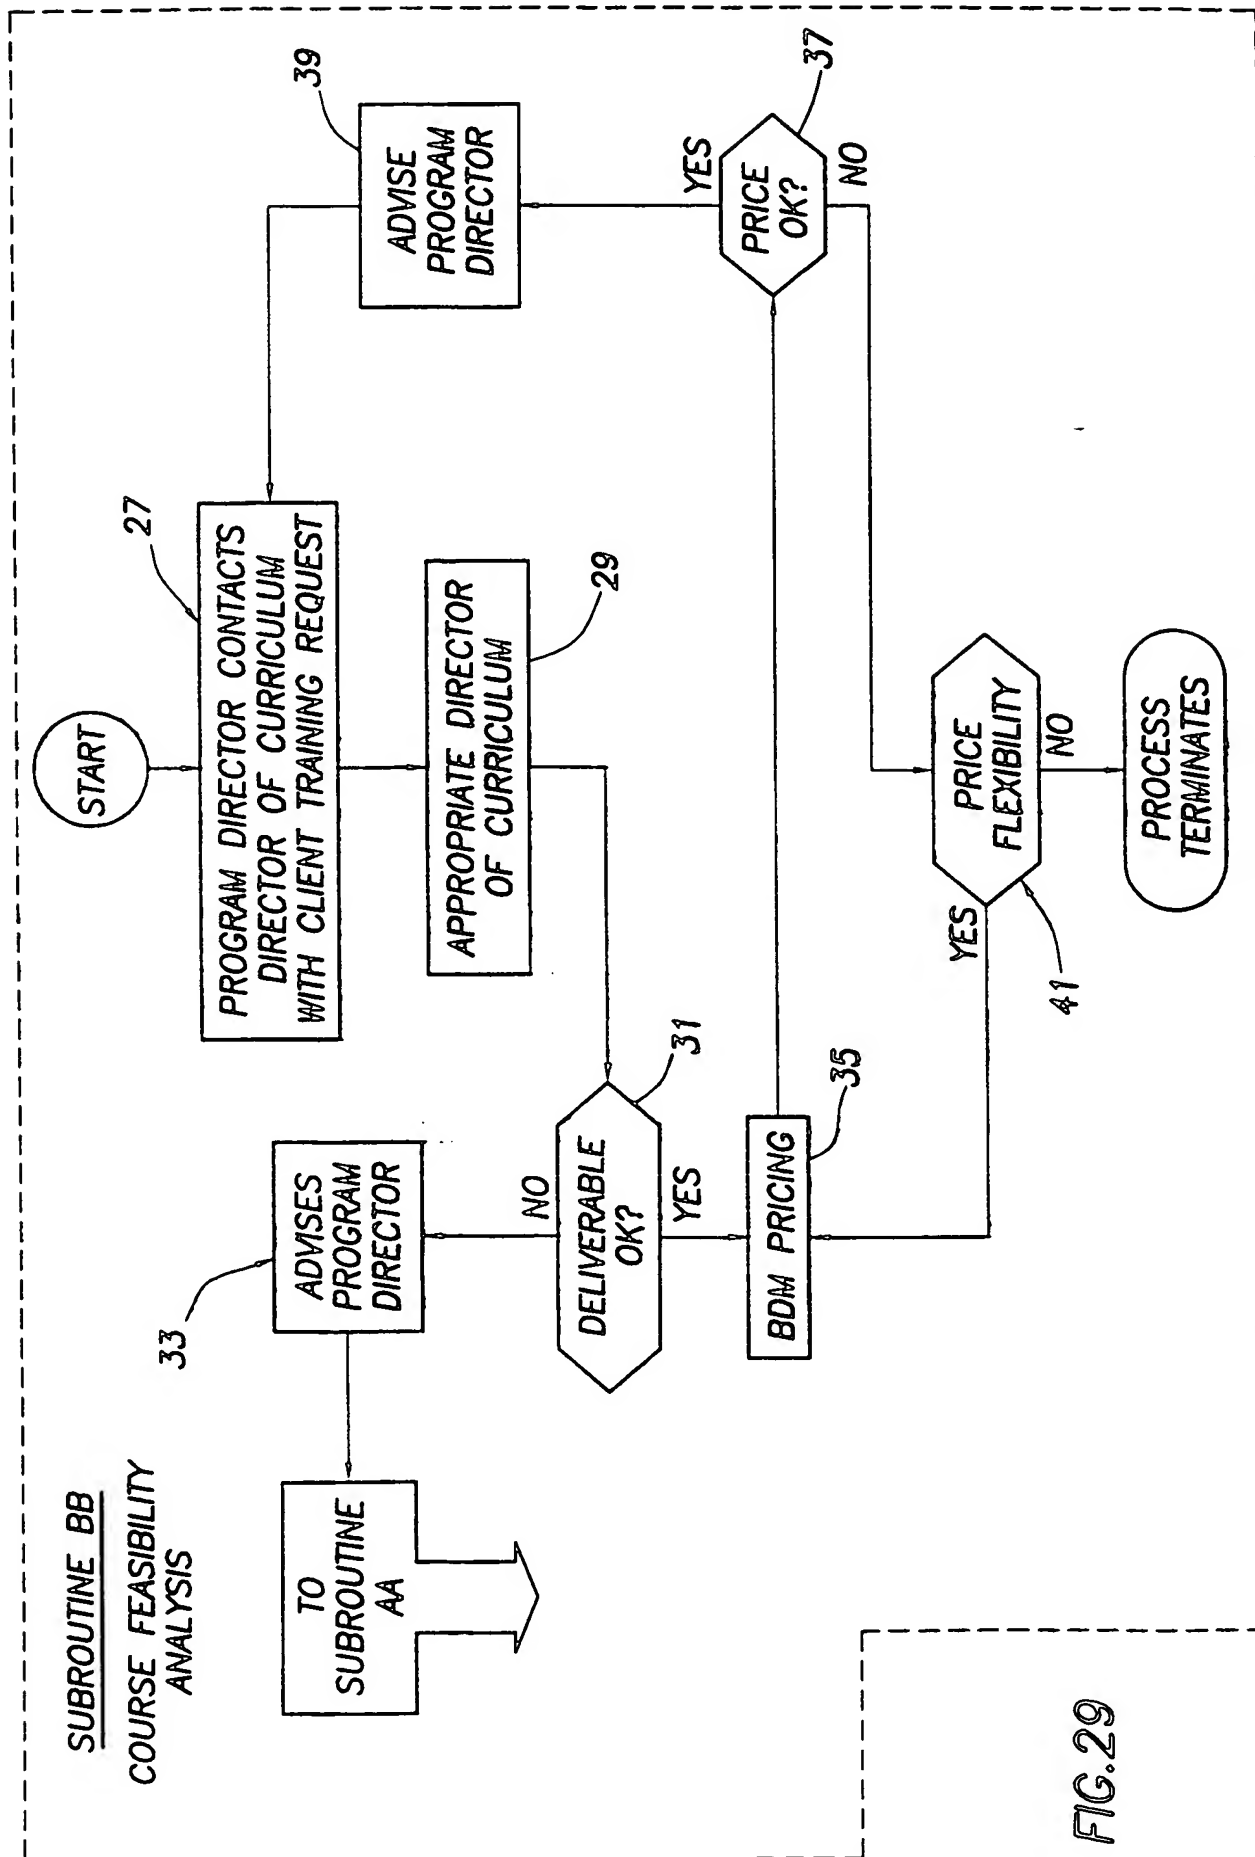 SUBROUTINE BB
COURSE FEASIBILITY
ANALYSIS
START
27
PROGRAM DIRECTOR CONTACTS
DIRECTOR OF CURRICULUM
WITH CLIENT TRAINING REQUEST
39
ADVISE
PROGRAM
DIRECTOR
33
ADVISES
PROGRAM
DIRECTOR
TO
SUBROUTINE
AA
APPROPRIATE DIRECTOR
OF CURRICULUM
29
NO
DELIVERABLE
OK?
31
YES
BDM PRICING
35
YES
PRICE
OK?
37
NO
PRICE
FLEXIBILITY
YES
41
NO
PROCESS
TERMINATES
FIG.29